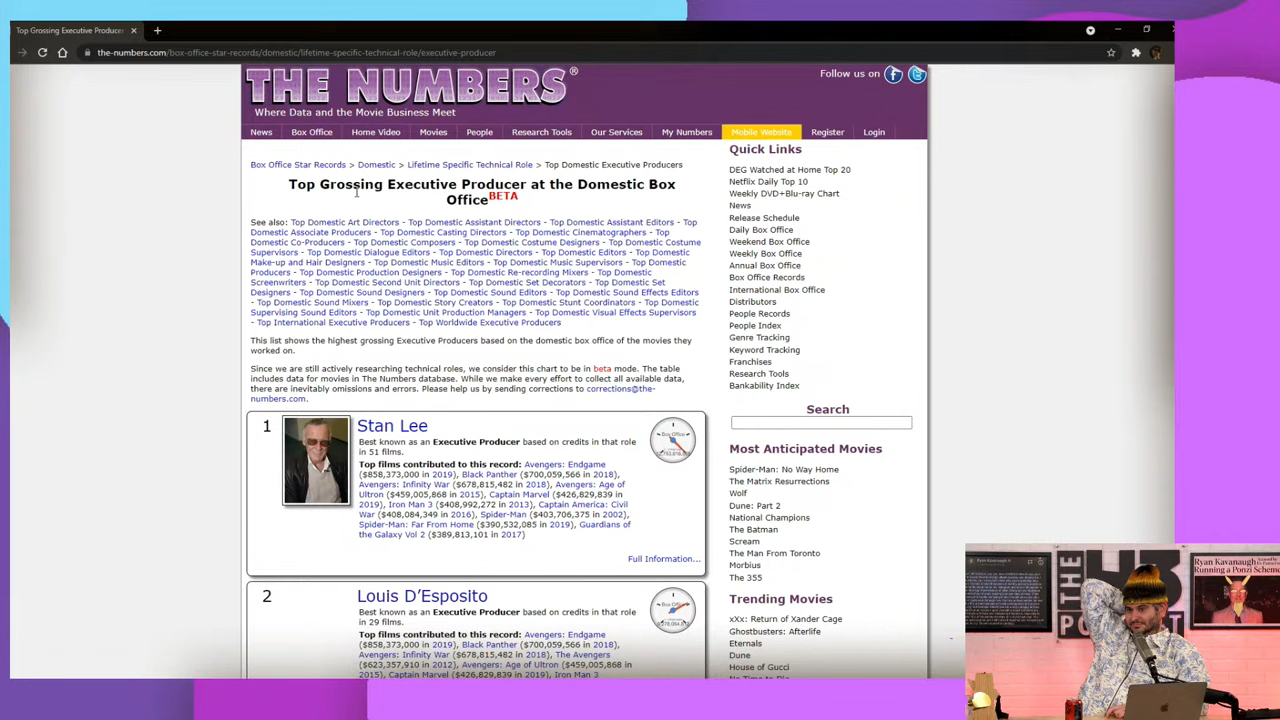 Top Grossing Executive Producer
the-numbers.com/box-office-star-records/domestic/lifetime-specific-technical-role/executive-producer
THE NUMBERS®
Where Data and the Movie Business Meet
Follow us on
News Box Office Home Video Movies People Research Tools Our Services My Numbers Mobile Website Register Login
Box Office Star Records > Domestic > Lifetime Specific Technical Role > Top Domestic Executive Producers
Top Grossing Executive Producer at the Domestic Box
Office BETA
See also: Top Domestic Art Directors - Top Domestic Assistant Directors - Top Domestic Assistant Editors - Top
Domestic Associate Producers - Top Domestic Casting Directors - Top Domestic Cinematographers - Top
Domestic Co-Producers - Top Domestic Composers - Top Domestic Costume Designers - Top Domestic Costume
Supervisors - Top Domestic Dialogue Editors - Top Domestic Directors - Top Domestic Editors - Top Domestic
Make-up and Hair Designers - Top Domestic Music Editors - Top Domestic Music Supervisors - Top Domestic
Producers - Top Domestic Production Designers - Top Domestic Re-recording Mixers - Top Domestic
Screenwriters - Top Domestic Second Unit Directors - Top Domestic Set Decorators - Top Domestic Set
Designers - Top Domestic Sound Designers - Top Domestic Sound Editors - Top Domestic Sound Effects Editors
- Top Domestic Sound Mixers - Top Domestic Story Creators - Top Domestic Stunt Coordinators - Top Domestic
Supervising Sound Editors - Top Domestic Unit Production Managers - Top Domestic Visual Effects Supervisors
- Top International Executive Producers - Top Worldwide Executive Producers
This list shows the highest grossing Executive Producers based on the domestic box office of the movies they
worked on.
Since we are still actively researching technical roles, we consider this chart to be in beta mode. The table
includes data for movies in The Numbers database. While we make every effort to collect all available data,
there are inevitably omissions and errors. Please help us by sending corrections to corrections@the-
numbers.com.
1
Stan Lee
Best known as an Executive Producer based on credits in that role
in 51 films.
Top films contributed to this record: Avengers: Endgame
($858,373,000 in 2019), Black Panther ($700,059,566 in 2018),
Avengers: Infinity War ($678,815,482 in 2018), Avengers: Age of
Ultron ($459,005,868 in 2015), Captain Marvel ($426,829,839 in
2019), Iron Man 3 ($408,992,272 in 2013), Captain America: Civil
War ($408,084,349 in 2016), Spider-Man ($403,706,375 in 2002),
Spider-Man: Far From Home ($390,532,085 in 2019), Guardians of
the Galaxy Vol 2 ($389,813,101 in 2017)
Box Office
Full Information...
2
Louis D'Esposito
Best known as an Executive Producer based on credits in that role
in 29 films.
Top films contributed to this record: Avengers: Endgame
($858,373,000 in 2019), Black Panther ($700,059,566 in 2018),
Avengers: Infinity War ($678,815,482 in 2018), The Avengers
($623,357,910 in 2012), Avengers: Age of Ultron ($459,005,868 in
2015), Captain Marvel ($426,829,839 in 2019), Iron Man 3
Box Office
Quick Links
DEG Watched at Home Top 20
Netflix Daily Top 10
Weekly DVD+Blu-ray Chart
News
Release Schedule
Daily Box Office
Weekend Box Office
Weekly Box Office
Annual Box Office
Box Office Records
International Box Office
Distributors
People Records
People Index
Genre Tracking
Keyword Tracking
Franchises
Research Tools
Bankability Index
Search
Most Anticipated Movies
Spider-Man: No Way Home
The Matrix Resurrections
Wolf
Dune: Part 2
National Champions
The Batman
Scream
The Man From Toronto
Morbius
The 355
Trending Movies
xXx: Return of Xander Cage
Ghostbusters: Afterlife
Eternals
Dune
House of Gucci
THE
PO
Ryan Kavanaugh
Running a Ponzi Scheme